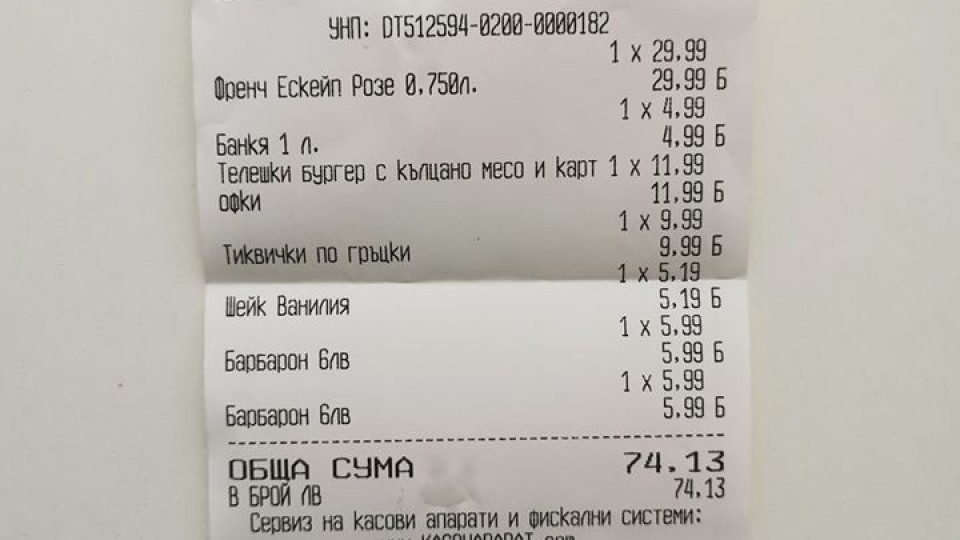 УНП: DT512594-0200-0000182
1 x 29.99
Френч Ескейп Розе 0,750л. 29,99 Б
1 x 4,99
Банкя 1 л. 4,99 Б
Телешки бургер с кълцано месо и карт 1 x 11,99
офки 11,99 Б
1 x 9,99
Тиквички по гръцки 9,99 Б
1 x 5.19
Шейк Ванилия 5,19 Б
1 x 5,99
Барбарон 6лв 5.99 Б
1 x 5,99
Барбарон 6лв 5.99 Б
ОБЩА СУМА 74.13
В БРОЙ ЛВ 74,13
Сервиз на касови апарати и фискални системи: